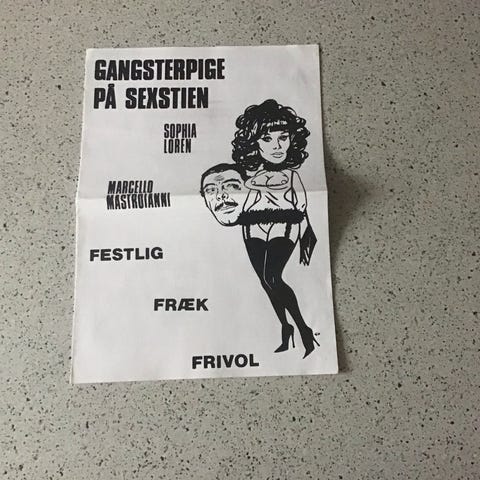 GANGSTERPIGE
PÅ SEXSTIEN
SOPHIA
LOREN
MARCELLO
MASTROIANNI
FESTLIG
FRÆK
FRIVOL